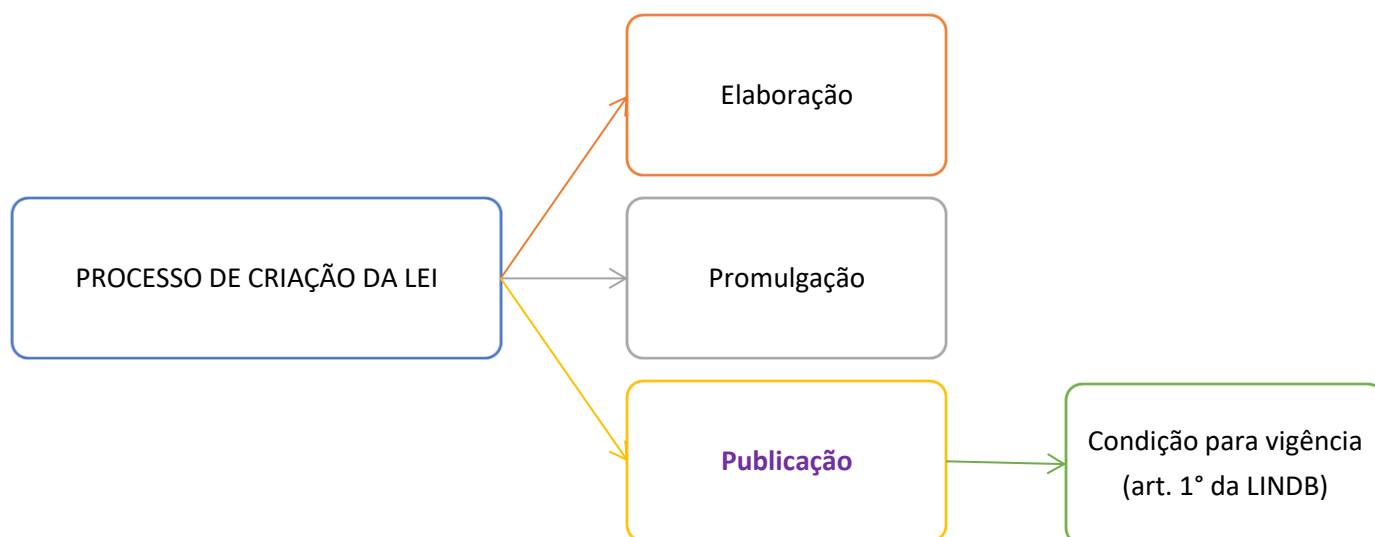 Elaboração
PROCESSO DE CRIAÇÃO DA LEI
Promulgação
Publicação
Condição para vigência
(art. 1° da LINDB)